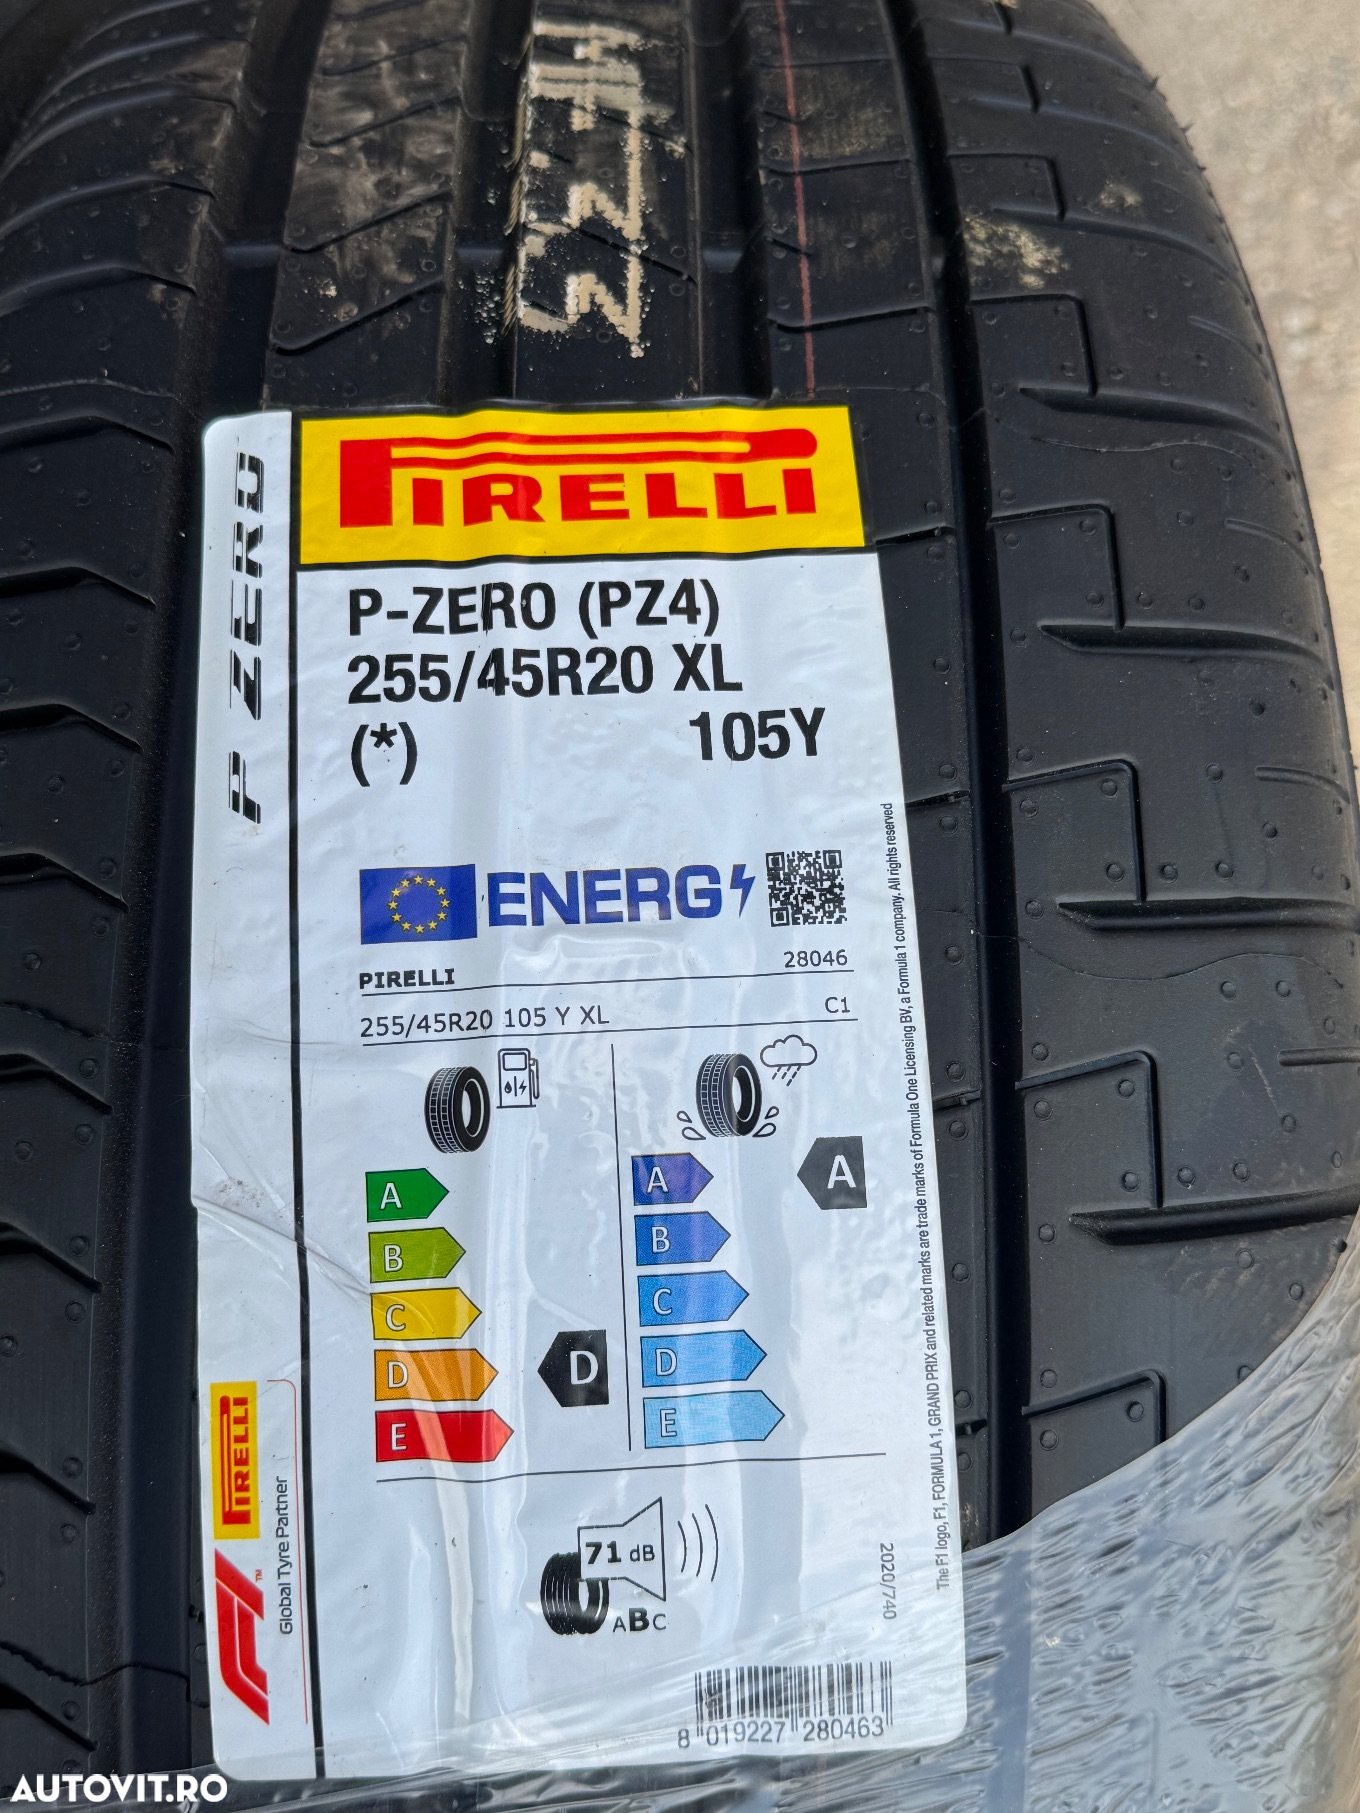 PIRELLI
P ZERO
P-ZERO (PZ4)
255/45R20 XL
(*) 105Y
ENERG
PIRELLI 28046
255/45R20 105 Y XL C1
A
B
C
D
E
D
A
B
C
D
E
A
71 dB
ABC
2020/740
8 019227 280463
PIRELLI
F1™
Global Tyre Partner
The F1 logo, F1, FORMULA 1, GRAND PRIX and related marks are trade marks of Formula One Licensing BV, a Formula 1 company. All rights reserved
AUTOVIT.RO